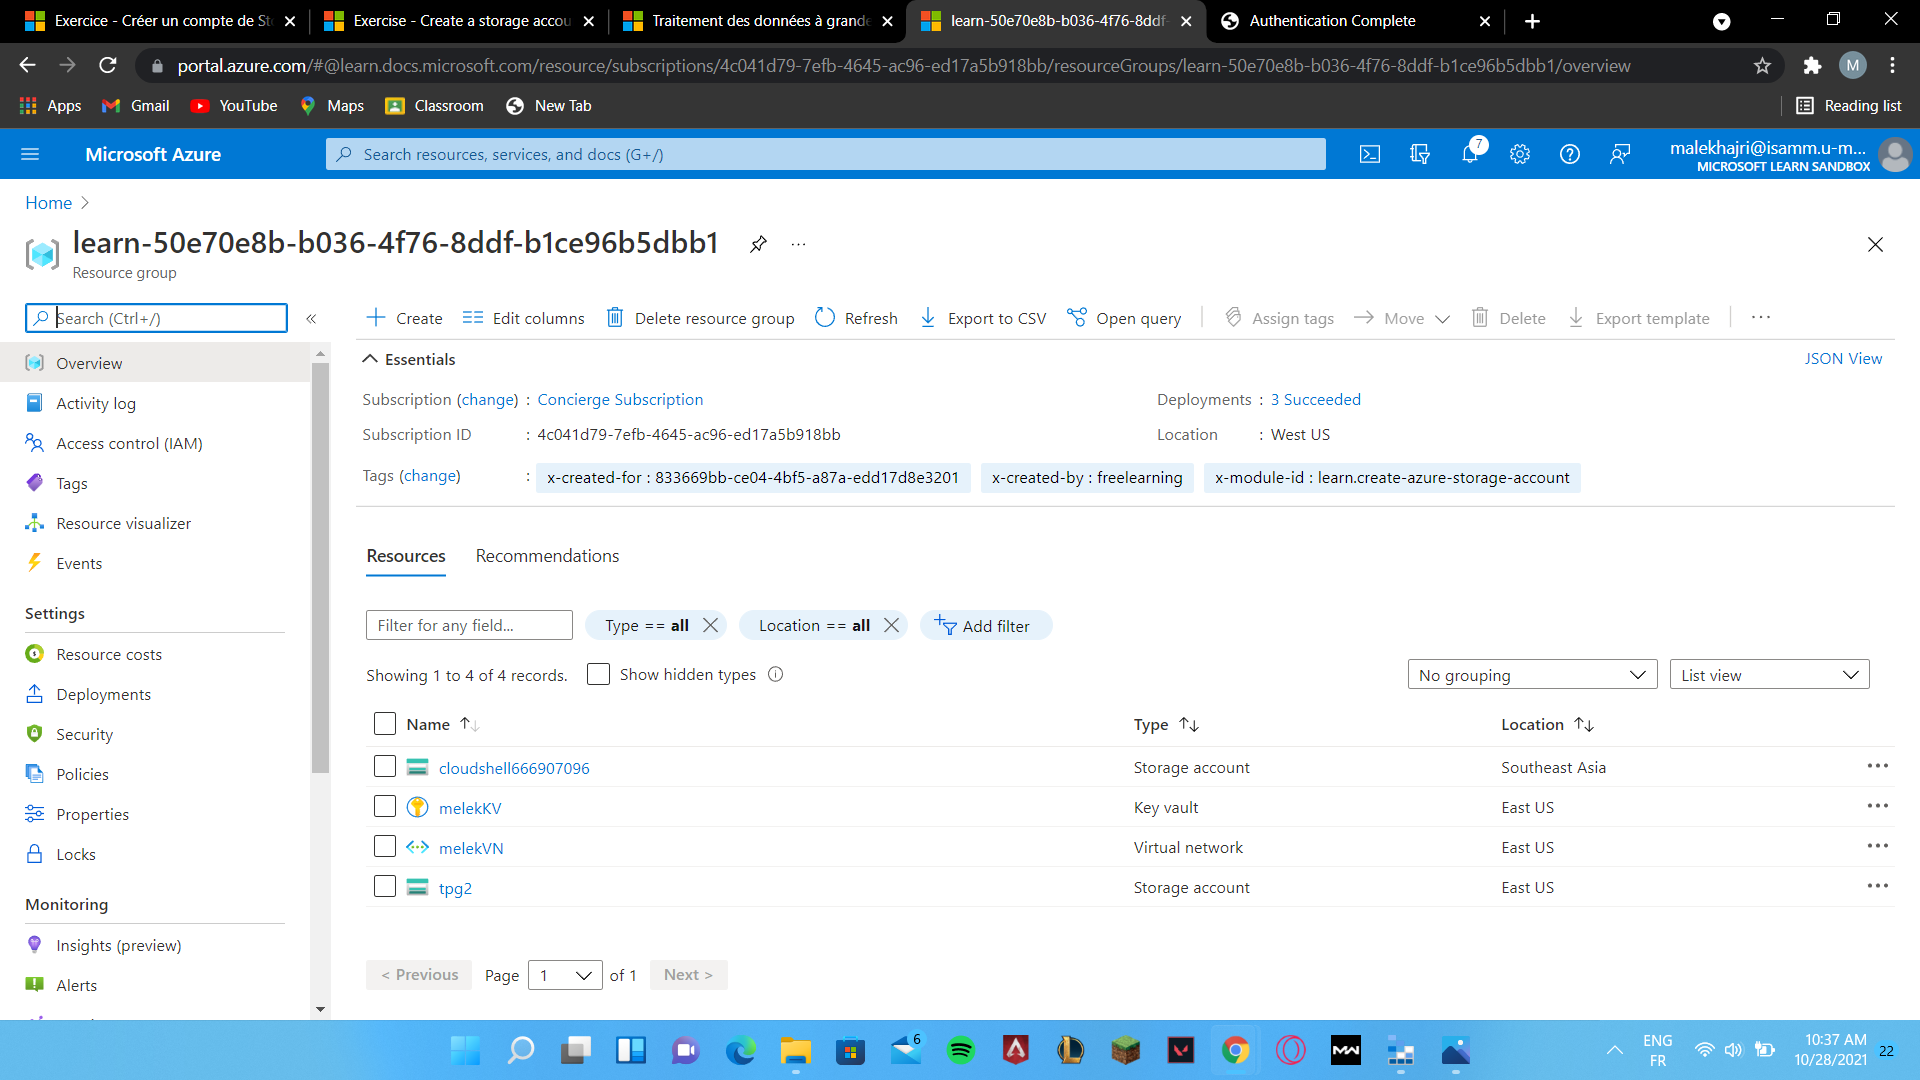 Exercice - Créer un compte de St
Exercise - Create a storage accou
Traitement des données à grande
learn-50e70e8b-b036-4f76-8ddf-
Authentication Complete
portal.azure.com/#@learn.docs.microsoft.com/resource/subscriptions/4c041d79-7efb-4645-ac96-ed17a5b918bb/resourceGroups/learn-50e70e8b-b036-4f76-8ddf-b1ce96b5dbb1/overview
M
Apps
Gmail
YouTube
Maps
Classroom
New Tab
Reading list
Microsoft Azure
Search resources, services, and docs (G+/)
7
malekhajri@isamm.u-m...
MICROSOFT LEARN SANDBOX
Home
learn-50e70e8b-b036-4f76-8ddf-b1ce96b5dbb1
Resource group
Search (Ctrl+/)
Create
Edit columns
Delete resource group
Refresh
Export to CSV
Open query
Assign tags
Move
Delete
Export template
Overview
Activity log
Access control (IAM)
Tags
Resource visualizer
Events
Settings
Resource costs
Deployments
Security
Policies
Properties
Locks
Monitoring
Insights (preview)
Alerts
Essentials
JSON View
Subscription (change) : Concierge Subscription
Deployments : 3 Succeeded
Subscription ID : 4c041d79-7efb-4645-ac96-ed17a5b918bb
Location : West US
Tags (change) : x-created-for : 833669bb-ce04-4bf5-a87a-edd17d8e3201 x-created-by : freelearning x-module-id : learn.create-azure-storage-account
Resources
Recommendations
Filter for any field...
Type == all
Location == all
Add filter
Showing 1 to 4 of 4 records.
Show hidden types
No grouping
List view
Name Type Location
cloudshell666907096 Storage account Southeast Asia
melekKV Key vault East US
melekVN Virtual network East US
tpg2 Storage account East US
< Previous
Page 1 of 1
Next >
6
ENG
FR
10:37 AM
10/28/2021
22